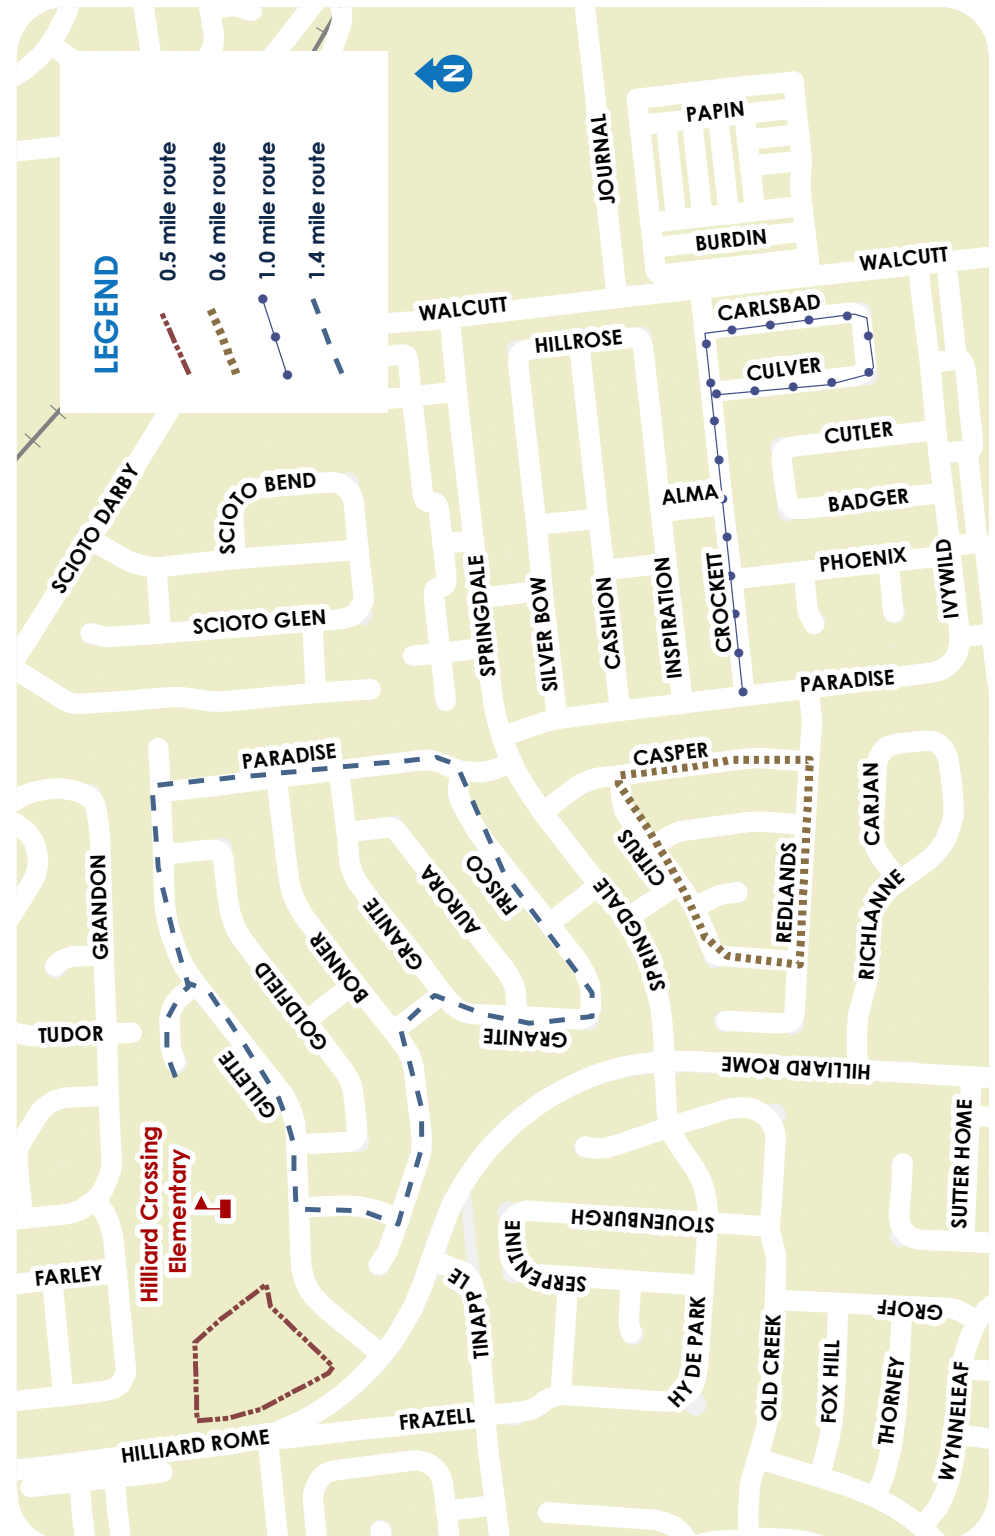 N
LEGEND
0.5 mile route
0.6 mile route
1.0 mile route
1.4 mile route
JOURNAL
PAPIN
BURDIN
WALCUTT
WALCUTT
CARLSBAD
HILLROSE
CULVER
CUTLER
ALMA
BADGER
PHOENIX
IVYWILD
SCIOTO DARBY
SCIOTO BEND
SCIOTO GLEN
SPRINGDALE
SILVER BOW
CASHION
INSPIRATION
CROCKETT
PARADISE
PARADISE
CASPER
CITRUS
CARJAN
REDLANDS
RICHLANNE
GRANDON
FRISCO
AURORA
GRANITE
BONNER
GOLDFIELD
SPRINGDALE
GRANITE
TUDOR
GILLETTE
HILLIARD ROME
SUTTER HOME
Hilliard Crossing
Elementary
STOUENBURGH
SERPENTINE
FARLEY
TINAPP LE
HY DE PARK
OLD CREEK
GROFF
FOX HILL
THORNEY
WYNNELEAF
FRAZELL
HILLIARD ROME